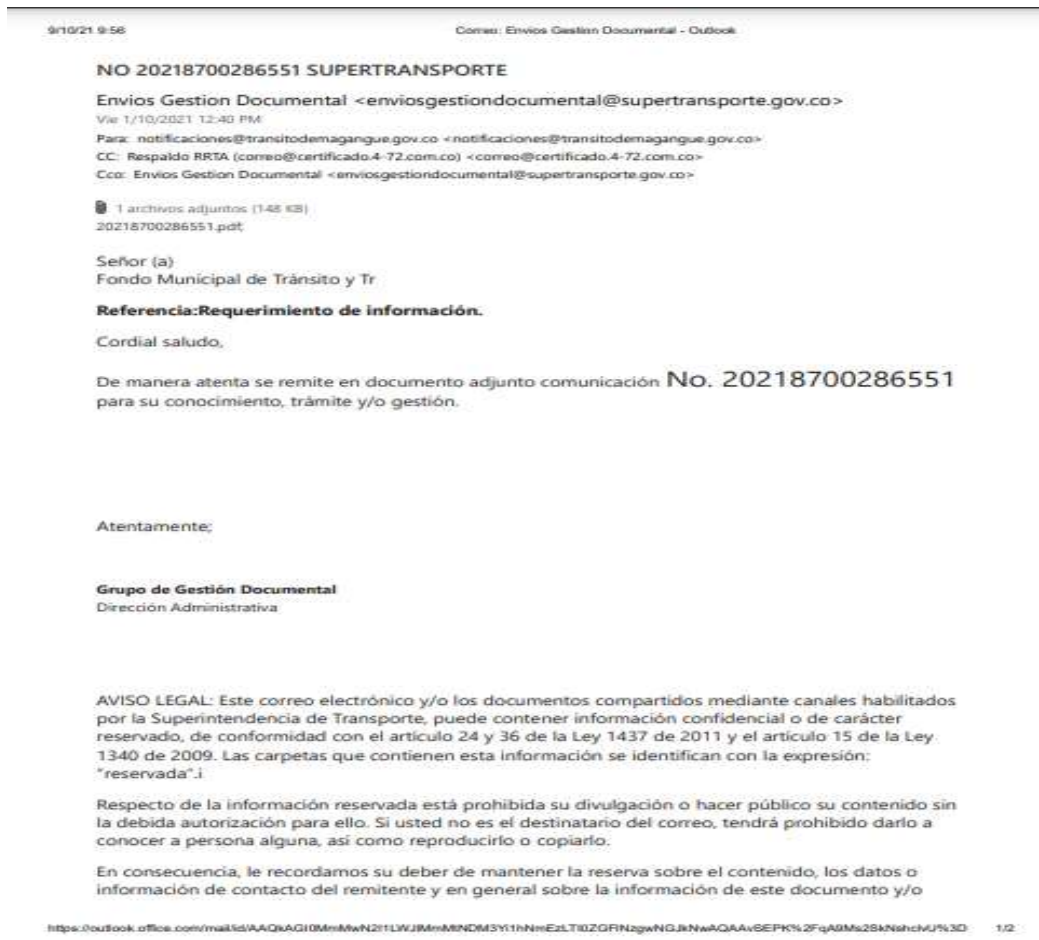 9/10/21 9:56
Correo: Envios Gestion Documental - Outlook
NO 20218700286551 SUPERTRANSPORTE
Envios Gestion Documental <enviosgestiondocumental@supertransporte.gov.co>
Vie 1/10/2021 12:40 PM
Para: notificaciones@transitodemagangue.gov.co <notificaciones@transitodemagangue.gov.co>
CC: Respaldo RRTA (correo@certificado.4-72.com.co) <correo@certificado.4-72.com.co>
Cco: Envios Gestion Documental <enviosgestiondocumental@supertransporte.gov.co>
1 archivos adjuntos (148 KB)
20218700286551.pdf;
Señor (a)
Fondo Municipal de Tránsito y Tr
Referencia:Requerimiento de información.
Cordial saludo,
De manera atenta se remite en documento adjunto comunicación No. 20218700286551
para su conocimiento, trámite y/o gestión.
Atentamente;
Grupo de Gestión Documental
Dirección Administrativa
AVISO LEGAL: Este correo electrónico y/o los documentos compartidos mediante canales habilitados
por la Superintendencia de Transporte, puede contener información confidencial o de carácter
reservado, de conformidad con el artículo 24 y 36 de la Ley 1437 de 2011 y el artículo 15 de la Ley
1340 de 2009. Las carpetas que contienen esta información se identifican con la expresión:
"reservada".i
Respecto de la información reservada está prohibida su divulgación o hacer público su contenido sin
la debida autorización para ello. Si usted no es el destinatario del correo, tendrá prohibido darlo a
conocer a persona alguna, así como reproducirlo o copiarlo.
En consecuencia, le recordamos su deber de mantener la reserva sobre el contenido, los datos o
información de contacto del remitente y en general sobre la información de este documento y/o
1/2